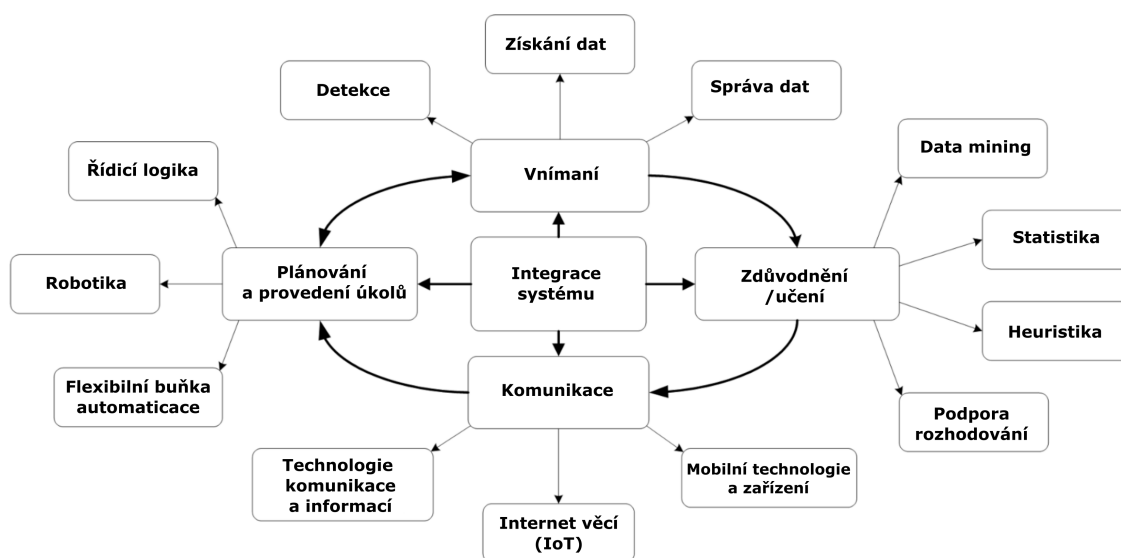 Získání dat
Detekce
Správa dat
Řídicí logika
Vnímaní
Data mining
Robotika
Plánování
a provedení úkolů
Integrace
systému
Zdůvodnění
/učení
Statistika
Heuristika
Flexibilní buňka
automaticace
Komunikace
Podpora
rozhodování
Technologie
komunikace
a informací
Internet věcí
(IoT)
Mobilní technologie
a zařízení